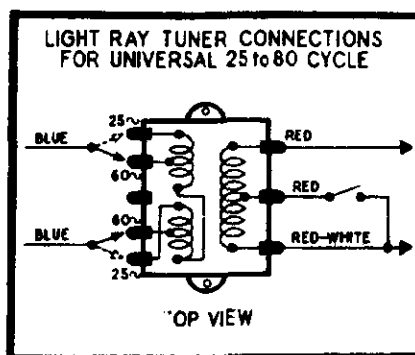 LIGHT RAY TUNER CONNECTIONS
FOR UNIVERSAL 25 to 80 CYCLE
25~
BLUE
60~
60~
BLUE
25~
RED
RED
RED-WHITE
TOP VIEW